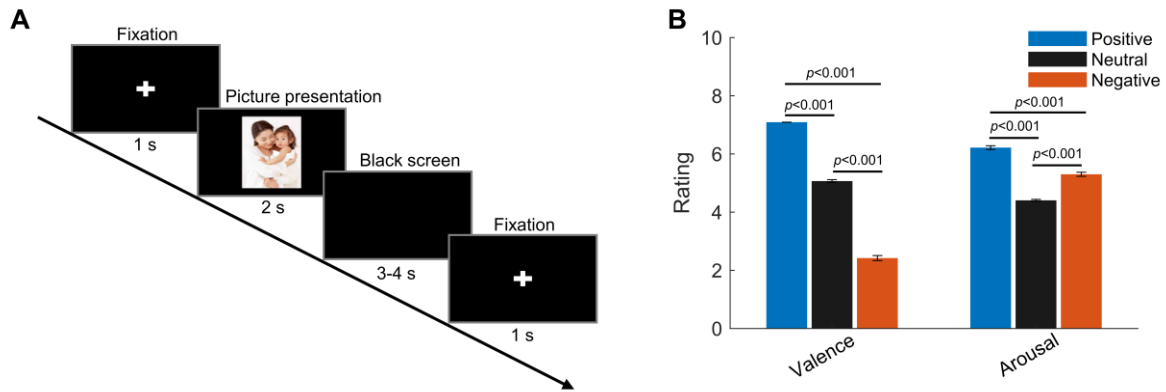 A
Fixation
Picture presentation
1 s
Black screen
2 s
Fixation
3-4 s
1 s
B
Positive
Neutral
Negative
Rating
10
8
6
4
2
0
p<0.001
p<0.001
p<0.001
p<0.001
p<0.001
p<0.001
Valence
Arousal